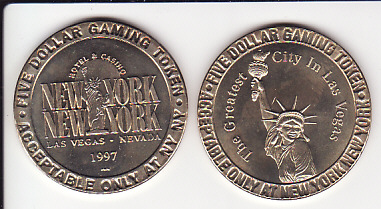 • FIVE DOLLAR GAMING TOKEN •
ACCEPTABLE ONLY AT NY NY
HOTEL & CASINO
NEW YORK
NEW YORK
LAS VEGAS • NEVADA
1997
• FIVE DOLLAR GAMING TOKEN •
ACCEPTABLE ONLY AT NEW YORK NEW YORK
The Greatest City In Las Vegas